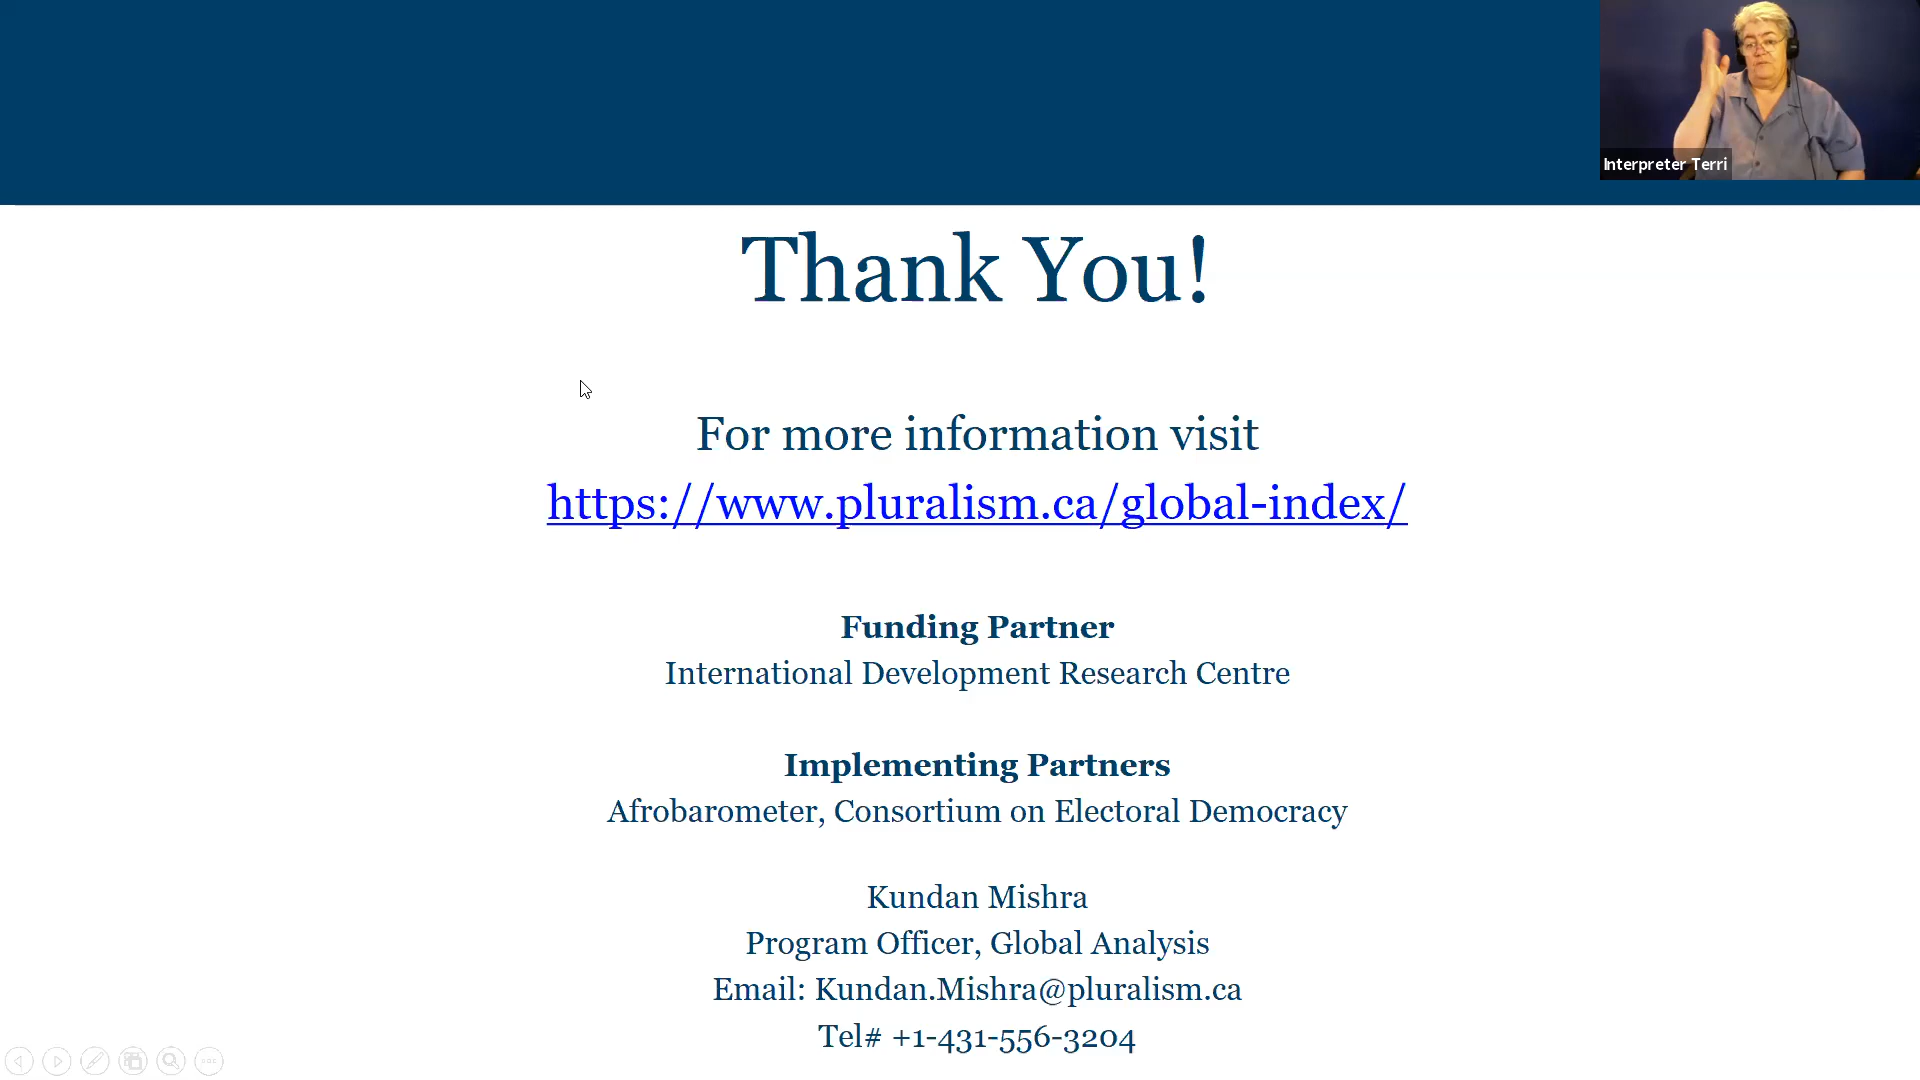 Interpreter Terri
Thank You!
For more information visit
https://www.pluralism.ca/global-index/
Funding Partner
International Development Research Centre
Implementing Partners
Afrobarometer, Consortium on Electoral Democracy
Kundan Mishra
Program Officer, Global Analysis
Email: Kundan.Mishra@pluralism.ca
Tel# +1-431-556-3204